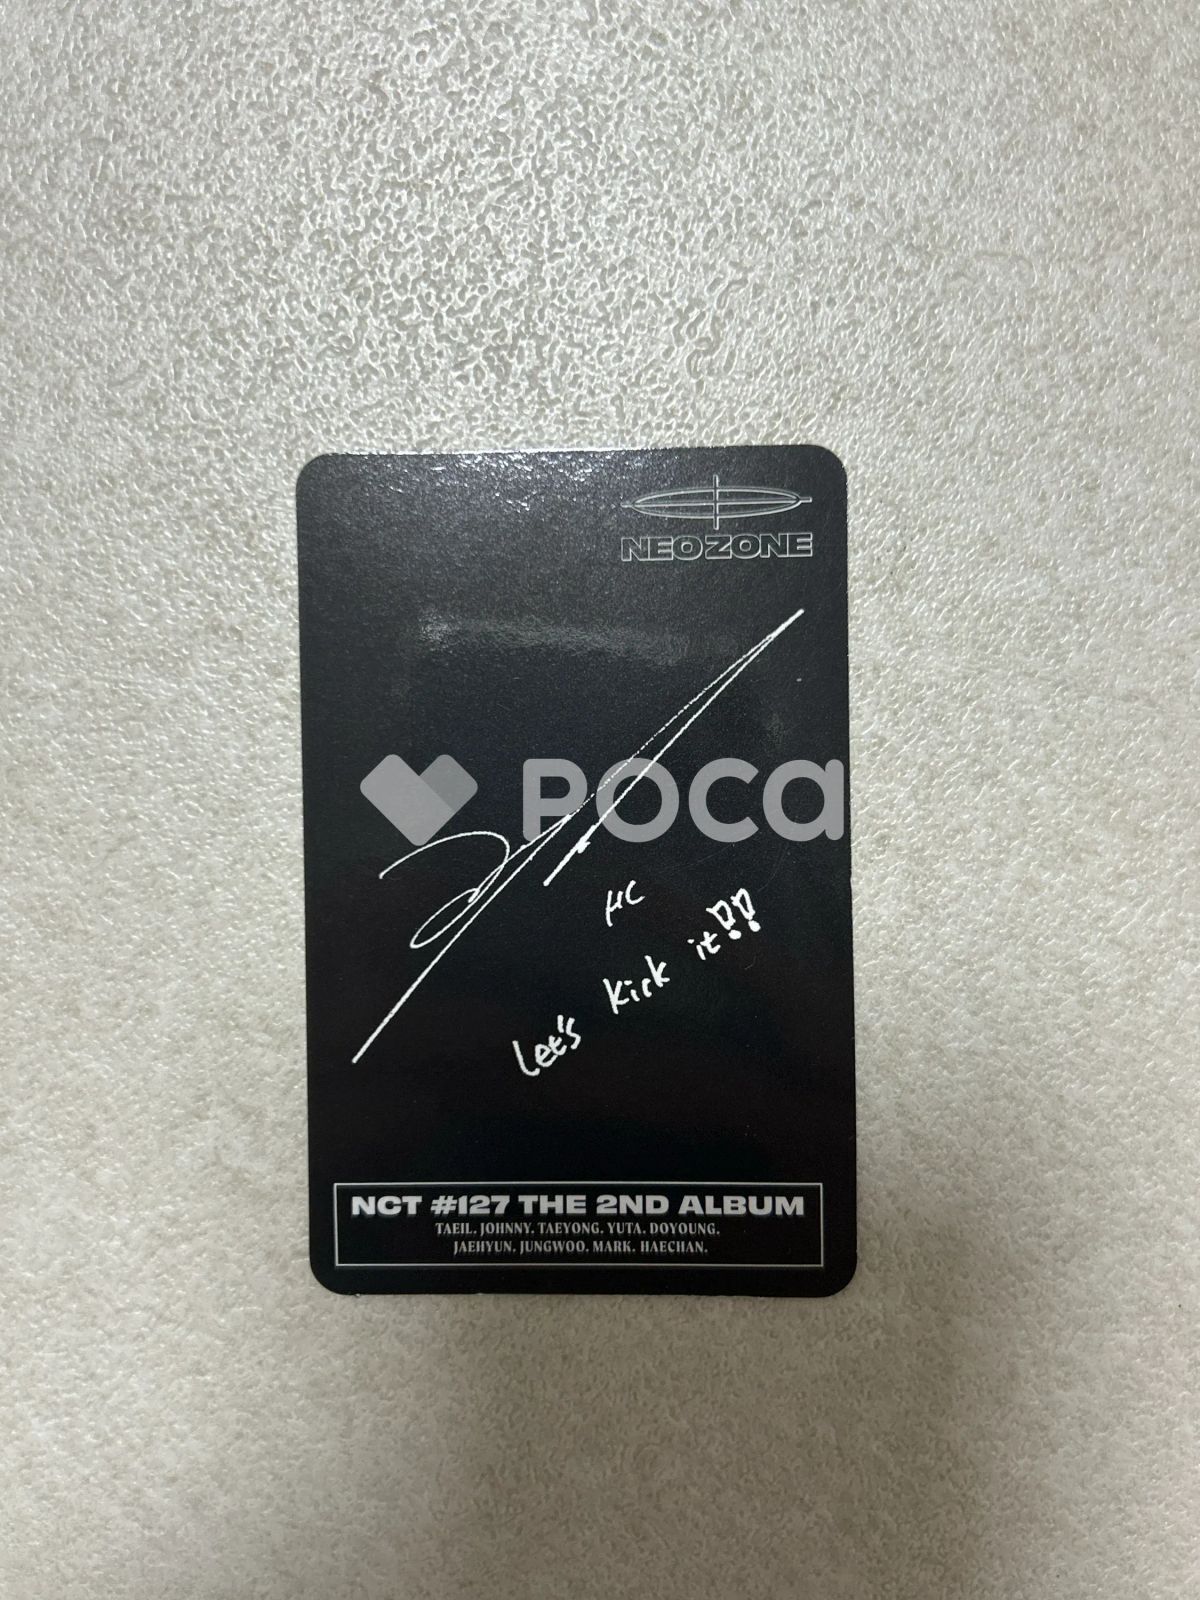 NEOZONE
POCA
HC
Let's kick it!!
NCT #127 THE 2ND ALBUM
TAEIL. JOHNNY. TAEYONG. YUTA. DOYOUNG.
JAEHYUN. JUNGWOO. MARK. HAECHAN.